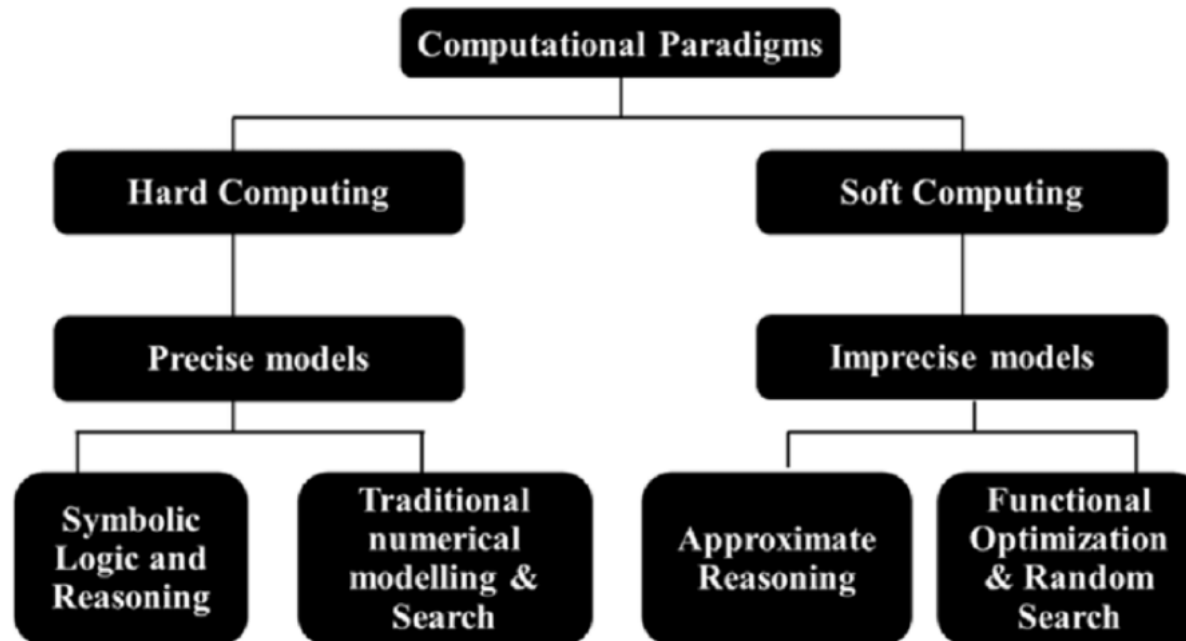 Computational Paradigms
Hard Computing
Soft Computing
Precise models
Imprecise models
Symbolic
Logic and
Reasoning
Traditional
numerical
modelling &
Search
Approximate
Reasoning
Functional
Optimization
& Random
Search